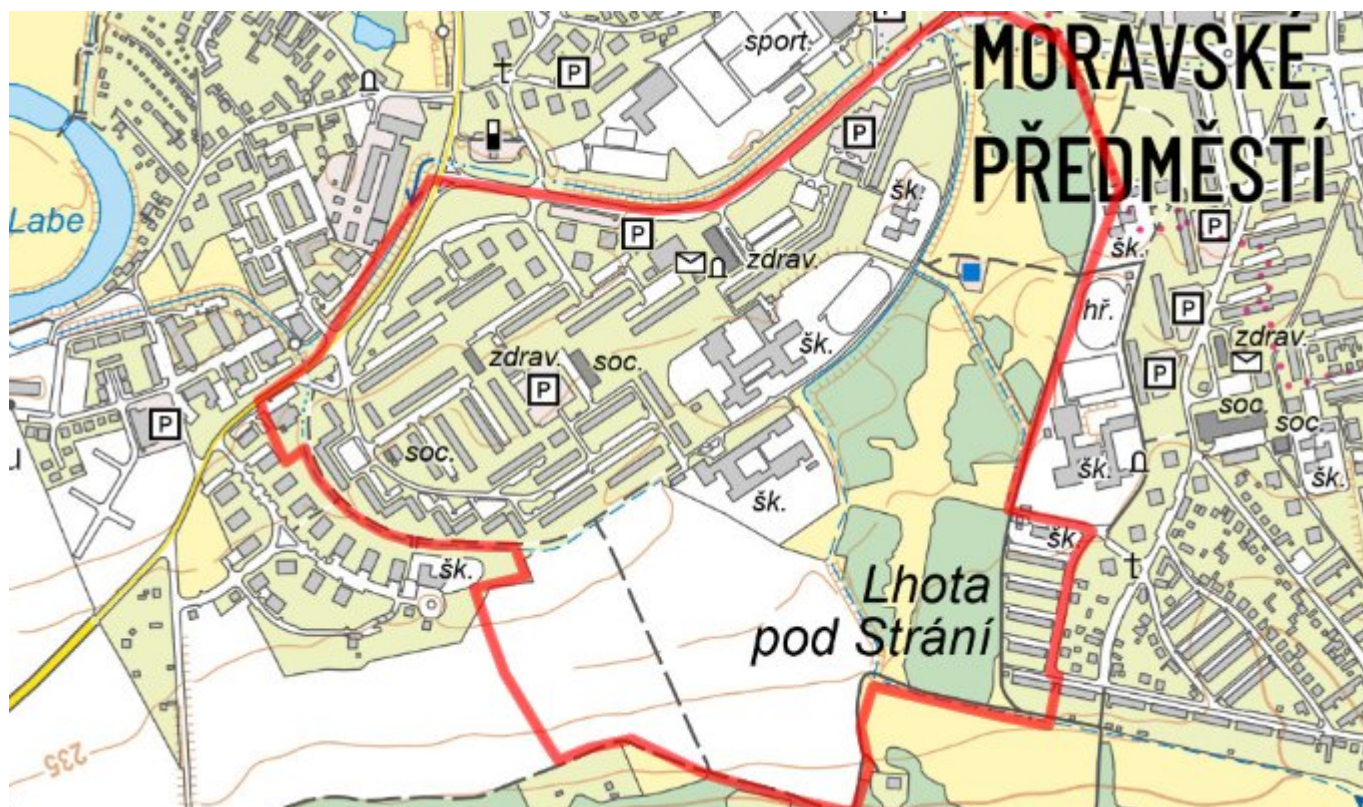 MORAVSKÉ
PŘEDMĚSTÍ
sport.
P
P
Labe
šk.
šk.
P
P
zdrav.
hř.
P
zdrav.
P
soc.
šk.
zdrav.
P
soc.
soc.
P
u
soc.
šk.
šk.
šk.
šk.
šk.
Lhota
pod Strání
235